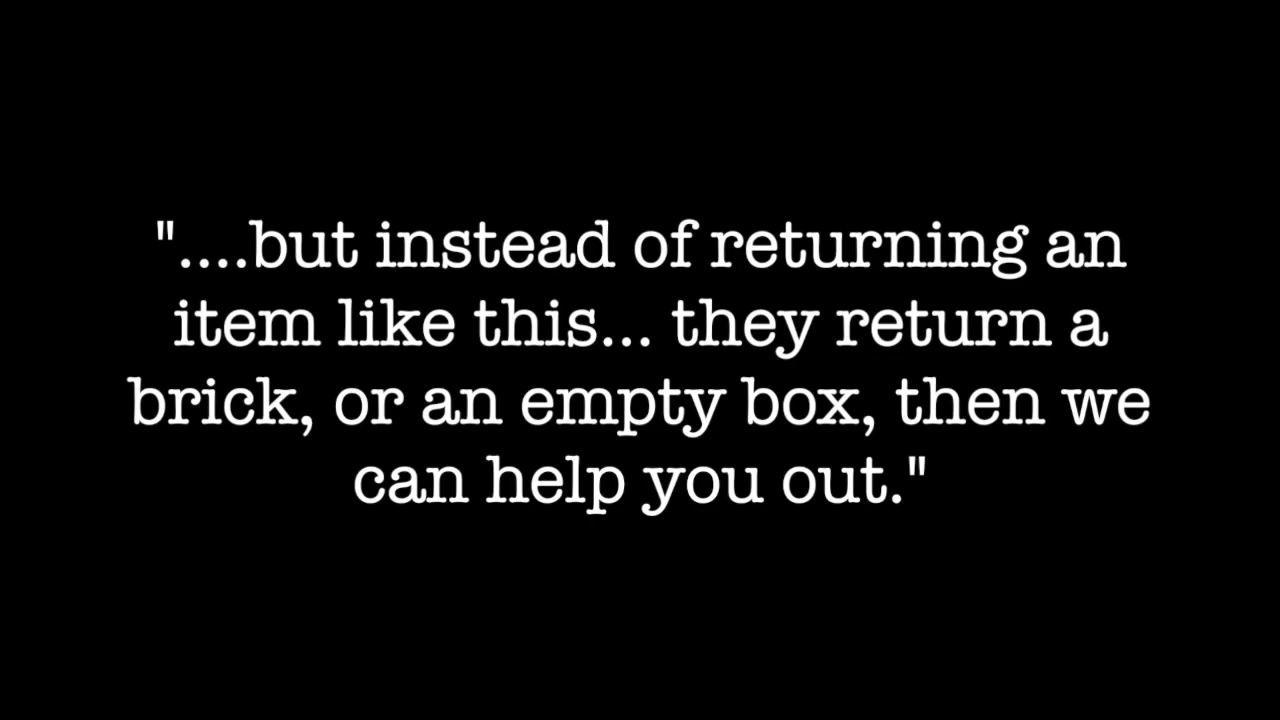 "....but instead of returning an
item like this... they return a
brick, or an empty box, then we
can help you out."